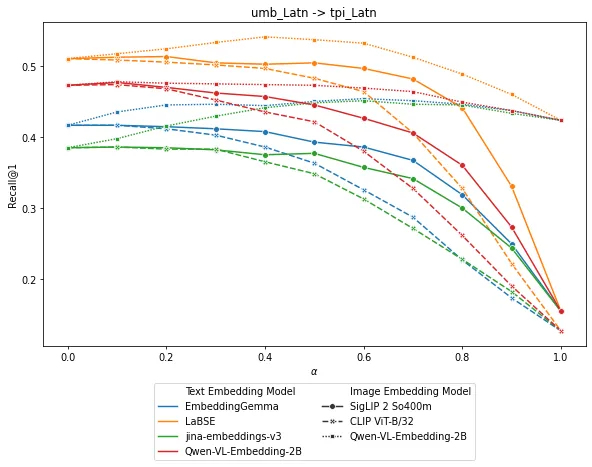 umb_Latn -> tpi_Latn
Recall@1
0.5
0.4
0.3
0.2
0.0 0.2 0.4 0.6 0.8 1.0
α
Text Embedding Model Image Embedding Model
EmbeddingGemma SigLIP 2 So400m
LaBSE CLIP ViT-B/32
jina-embeddings-v3 Qwen-VL-Embedding-2B
Qwen-VL-Embedding-2B